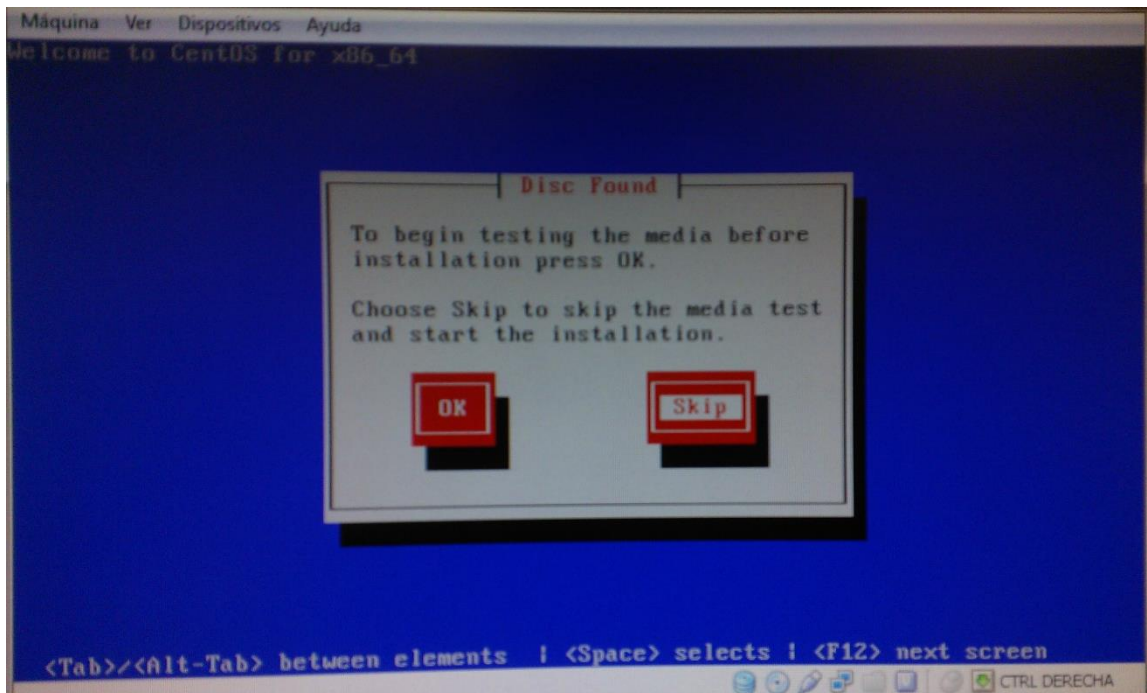 Máquina Ver Dispositivos Ayuda
Welcome to CentOS for x86_64
Disc Found
To begin testing the media before
installation press OK.
Choose Skip to skip the media test
and start the installation.
OK Skip
<Tab>/<Alt-Tab> between elements | <Space> selects | <F12> next screen
CTRL DERECHA